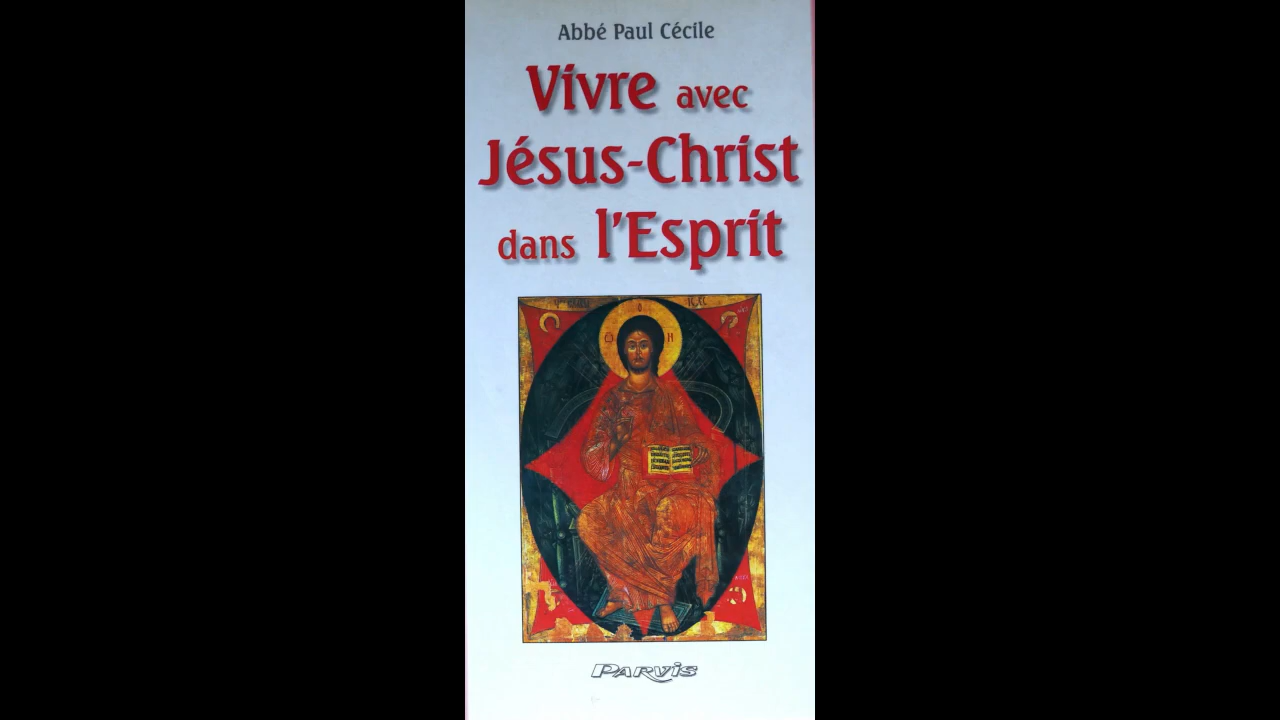 Abbé Paul Cécile
Vivre avec
Jésus-Christ
dans l'Esprit
Parvis